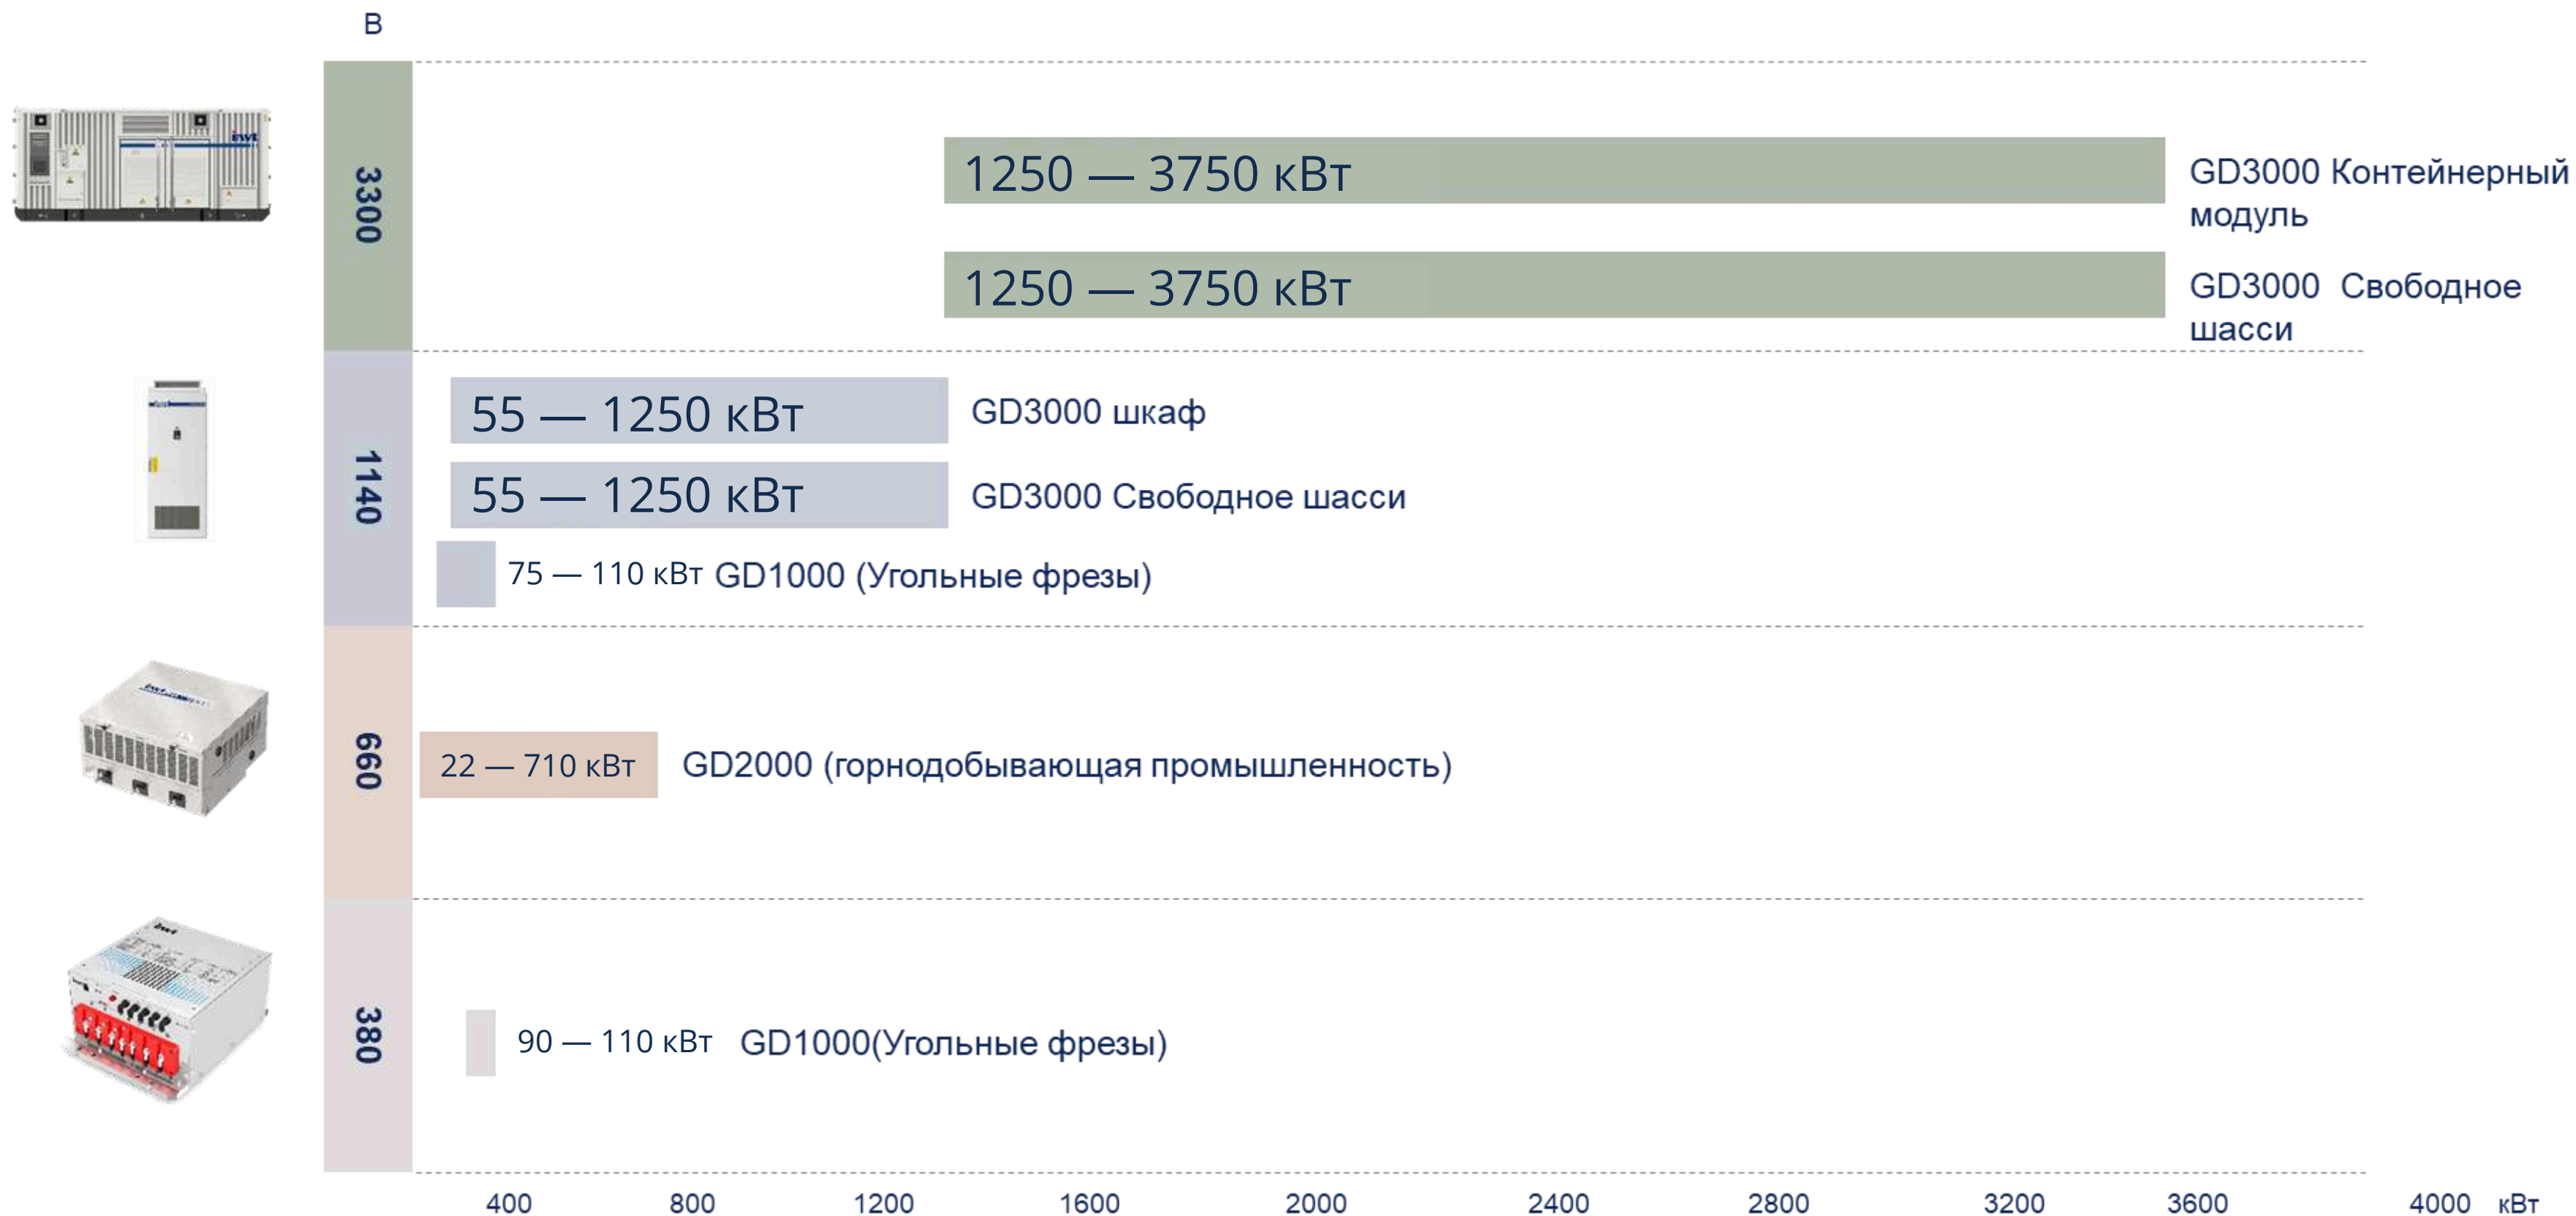 В
invt
3300
1250 — 3750 кВт
GD3000 Контейнерный
модуль
1250 — 3750 кВт
GD3000 Свободное
шасси
1140
55 — 1250 кВт
GD3000 шкаф
55 — 1250 кВт
GD3000 Свободное шасси
75 — 110 кВт GD1000 (Угольные фрезы)
660
22 — 710 кВт
GD2000 (горнодобывающая промышленность)
invt
380
90 — 110 кВт
GD1000(Угольные фрезы)
400 800 1200 1600 2000 2400 2800 3200 3600 4000 кВт